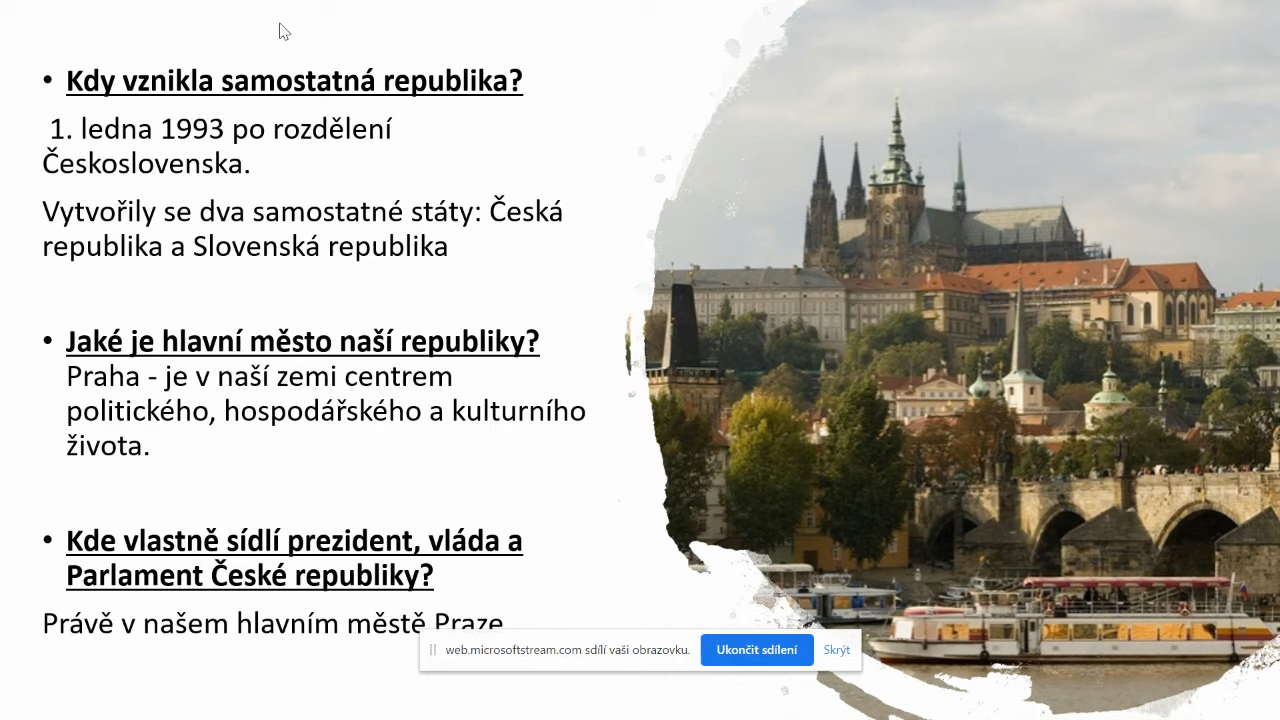 • Kdy vznikla samostatná republika?
1. ledna 1993 po rozdělení
Československa.
Vytvořily se dva samostatné státy: Česká
republika a Slovenská republika
• Jaké je hlavní město naší republiky?
Praha - je v naší zemi centrem
politického, hospodářského a kulturního
života.
• Kde vlastně sídlí prezident, vláda a
Parlament České republiky?
Právě v našem hlavním městě Praze
web.microsoftstream.com sdílí vaši obrazovku. Ukončit sdílení Skrýt